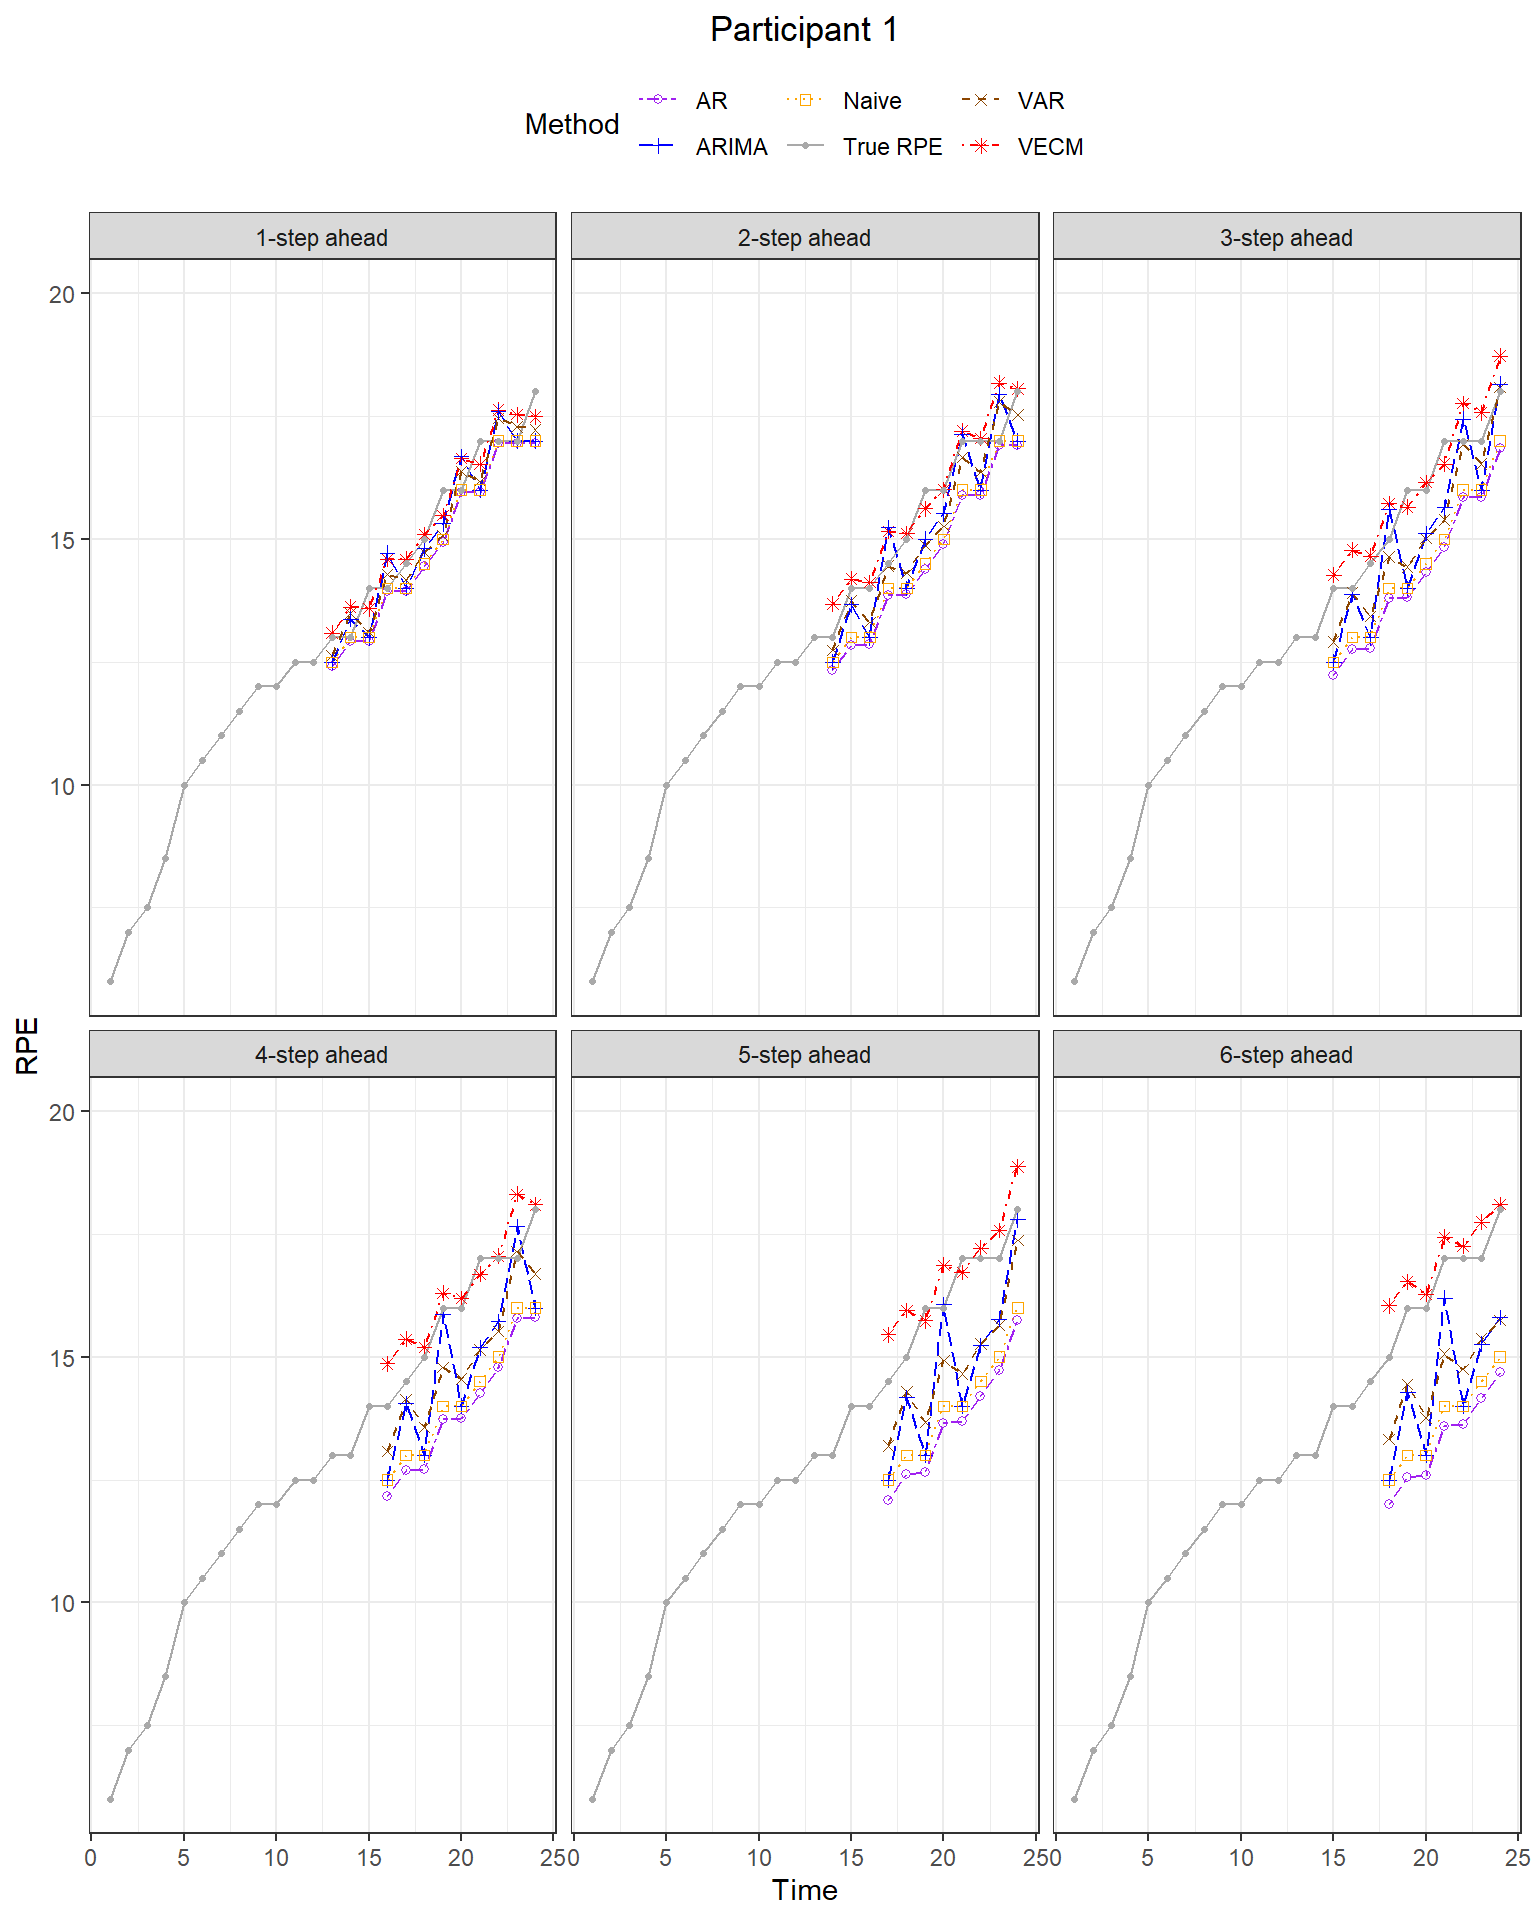 Participant 1
Method
AR
Naive
VAR
ARIMA
True RPE
VECM
1-step ahead
2-step ahead
3-step ahead
20
15
10
4-step ahead
5-step ahead
6-step ahead
20
15
10
RPE
0 5 10 15 20 25
0 5 10 15 20 25
0 5 10 15 20 25
Time